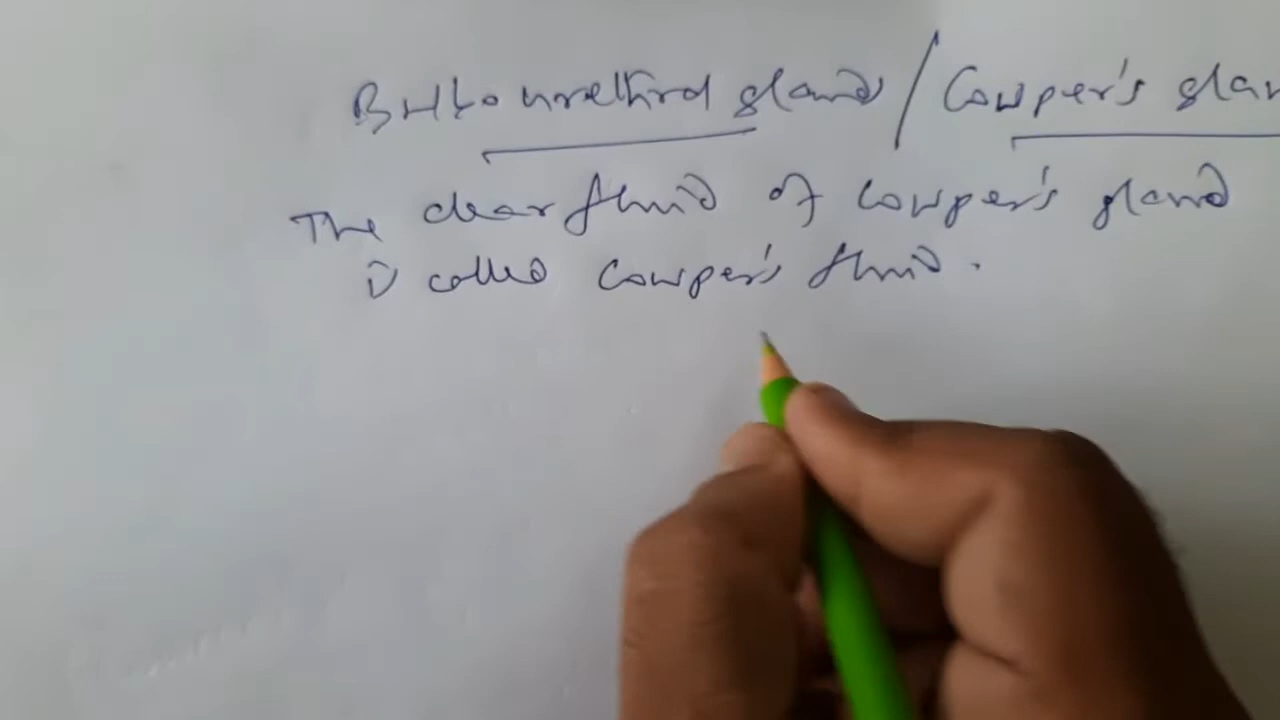 Bulbourethral gland / Cowper's glan
The clear fluid of Cowper's gland
is called Cowper's fluid.